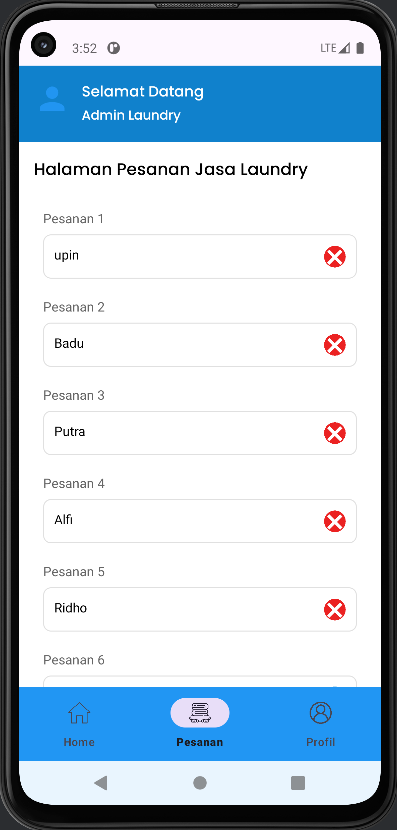 3:52
LTE
Selamat Datang
Admin Laundry
Halaman Pesanan Jasa Laundry
Pesanan 1
upin
Pesanan 2
Badu
Pesanan 3
Putra
Pesanan 4
Alfi
Pesanan 5
Ridho
Pesanan 6
Home
Pesanan
Profil